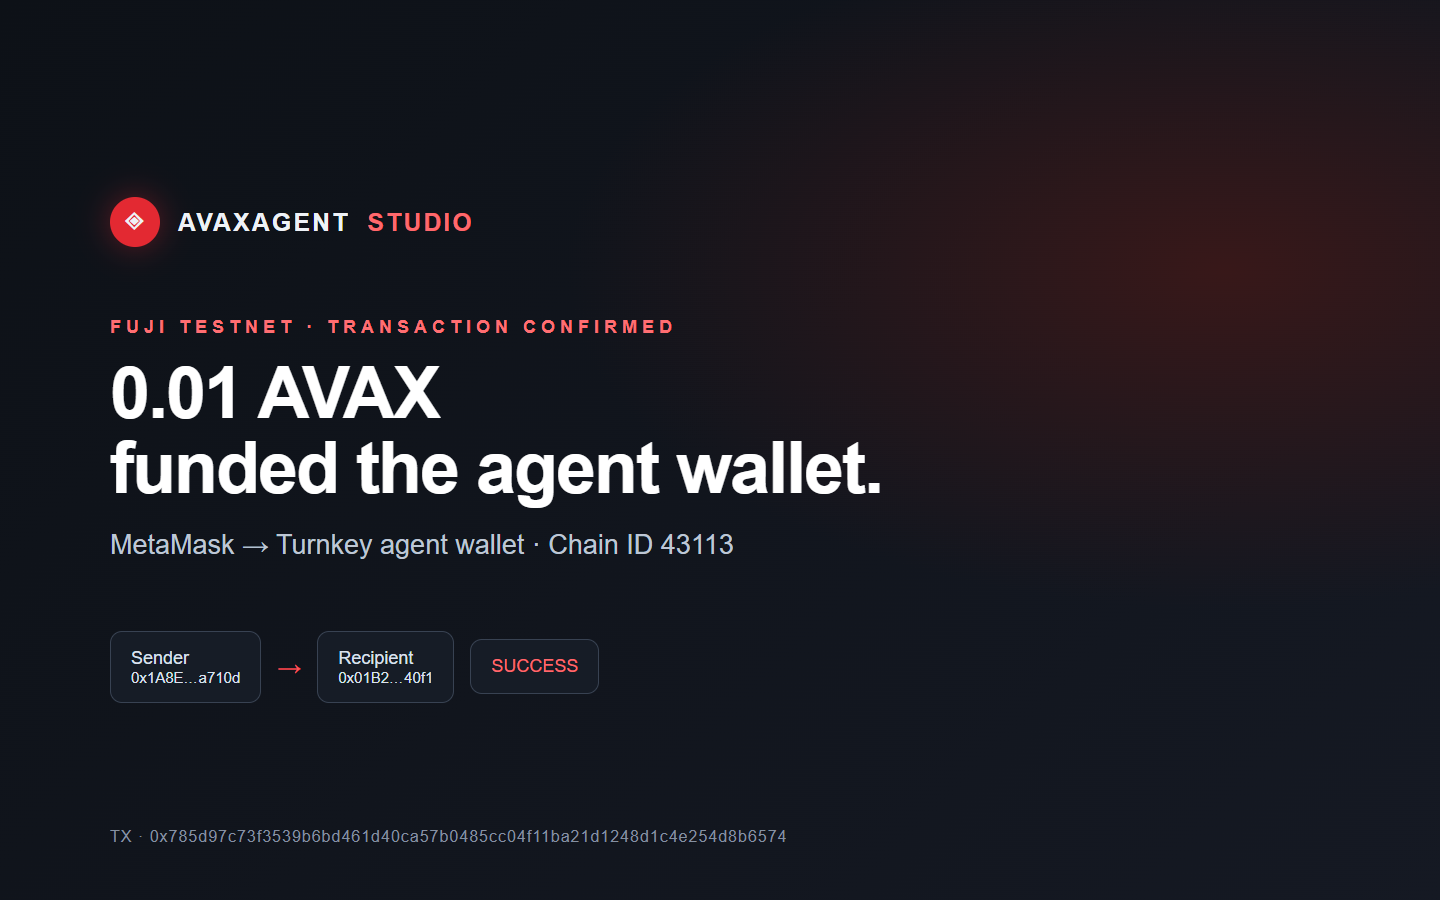 AVAXAGENT STUDIO
FUJI TESTNET · TRANSACTION CONFIRMED
0.01 AVAX
funded the agent wallet.
MetaMask → Turnkey agent wallet · Chain ID 43113
Sender
0x1A8E...a710d
→
Recipient
0x01B2...40f1
SUCCESS
TX · 0x785d97c73f3539b6bd461d40ca57b0485cc04f11ba21d1248d1c4e254d8b6574